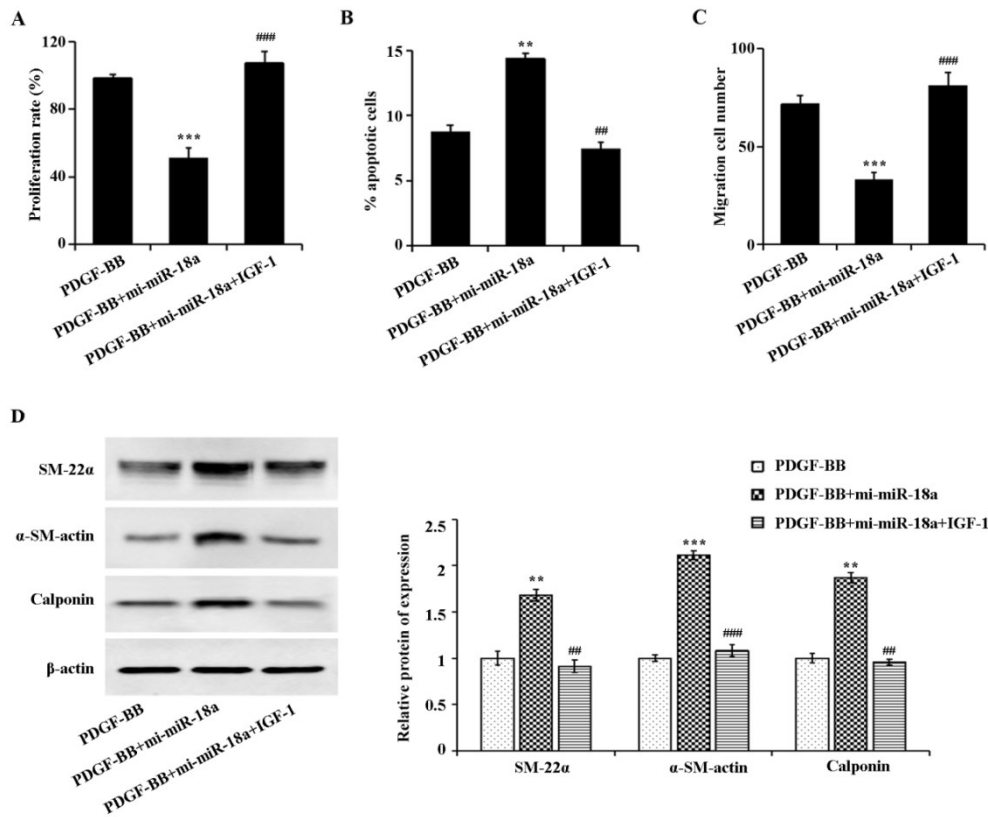 A
Proliferation rate (%)
120
80
40
0
***
###
PDGF-BB
PDGF-BB+mi-miR-18a
PDGF-BB+mi-miR-18a+IGF-1
B
% apoptotic cells
15
10
5
0
**
##
PDGF-BB
PDGF-BB+mi-miR-18a
PDGF-BB+mi-miR-18a+IGF-1
C
Migration cell number
100
50
0
***
###
PDGF-BB
PDGF-BB+mi-miR-18a
PDGF-BB+mi-miR-18a+IGF-1
D
SM-22α
α-SM-actin
Calponin
β-actin
PDGF-BB
PDGF-BB+mi-miR-18a
PDGF-BB+mi-miR-18a+IGF-1
PDGF-BB
PDGF-BB+mi-miR-18a
PDGF-BB+mi-miR-18a+IGF-1
Relative protein of expression
2.5
2
1.5
1
0.5
0
**
##
***
###
**
##
SM-22α
α-SM-actin
Calponin